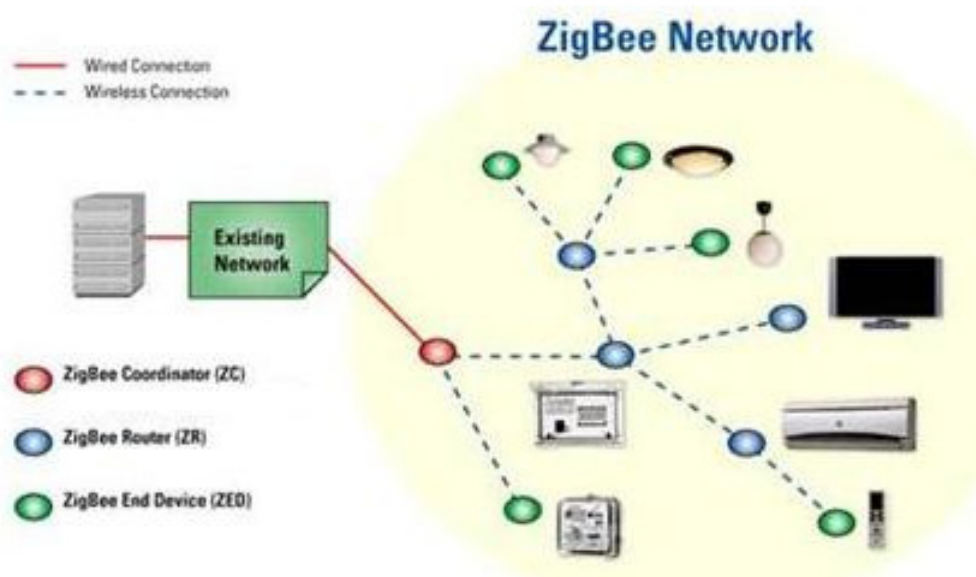 ZigBee Network
Wired Connection
Wireless Connection
Existing
Network
ZigBee Coordinator (ZC)
ZigBee Router (ZR)
ZigBee End Device (ZED)